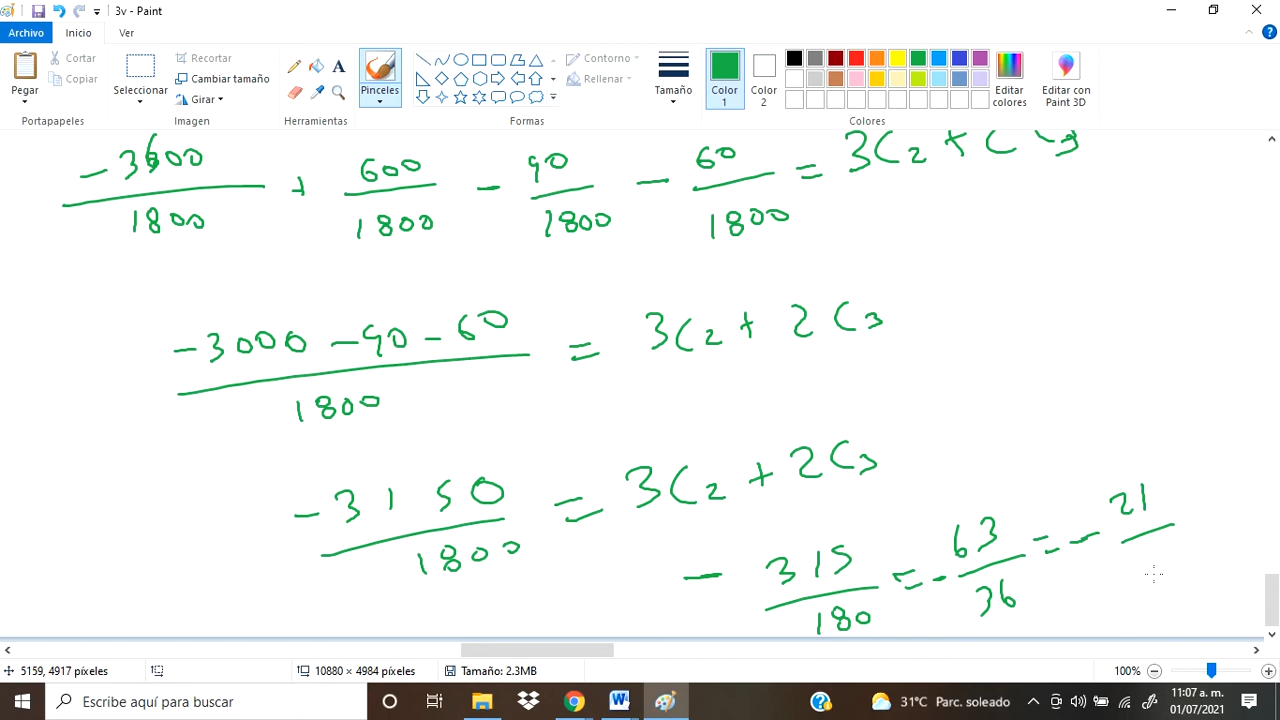 3v - Paint
Archivo Inicio Ver
Pegar
Cortar
Copiar
Portapapeles
Seleccionar
Recortar
Cambiar tamaño
Girar
Imagen
A
Herramientas
Contorno
Rellenar
Formas
Tamaño
Color 1
Color 2
Editar colores
Editar con Paint 3D
Colores
-3600/1800 + 600/1800 - 90/1800 - 60/1800 = 3C2 +
-3000 - 90 - 60/1800 = 3C2 + 2C3
-3150/1800 = 3C2 + 2C3
- 315/180 = - 63/36 = - 21/
5159, 4917 píxeles
10880 × 4984 píxeles
Tamaño: 2.3MB
100%
Escribe aquí para buscar
31°C Parc. soleado
11:07 a. m.
01/07/2021